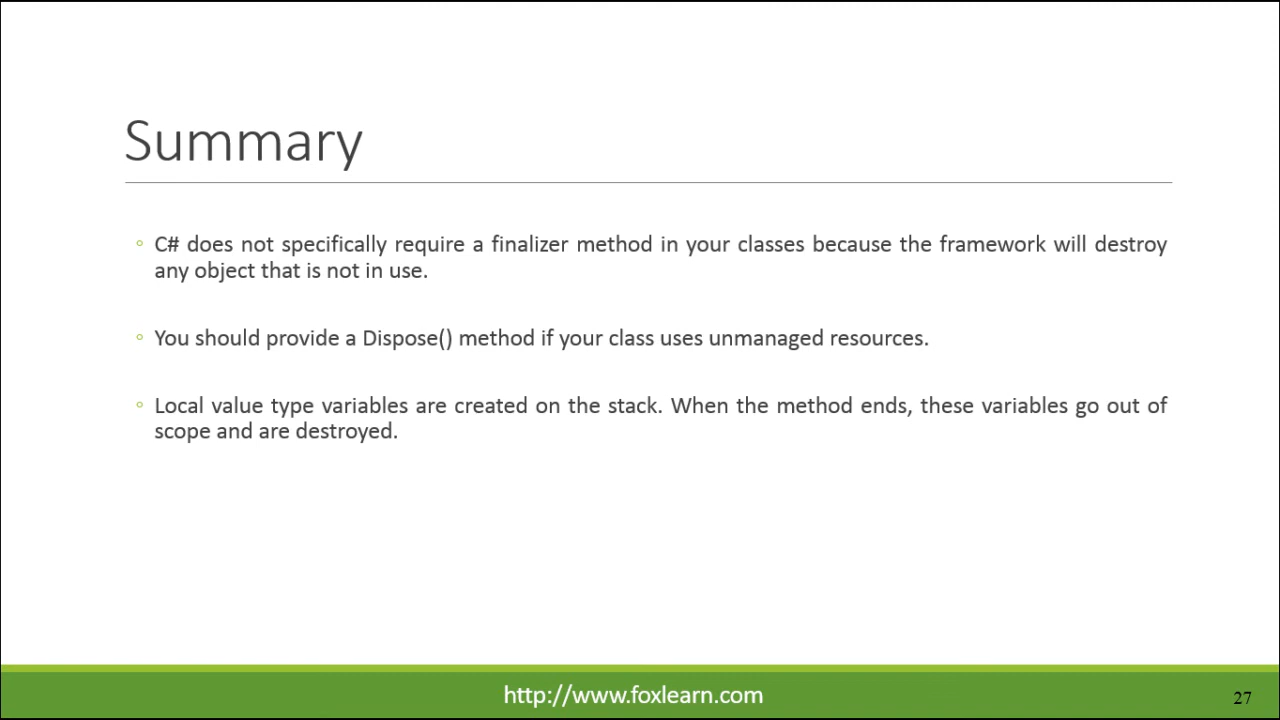 Summary
C# does not specifically require a finalizer method in your classes because the framework will destroy
any object that is not in use.
You should provide a Dispose() method if your class uses unmanaged resources.
Local value type variables are created on the stack. When the method ends, these variables go out of
scope and are destroyed.
http://www.foxlearn.com
27